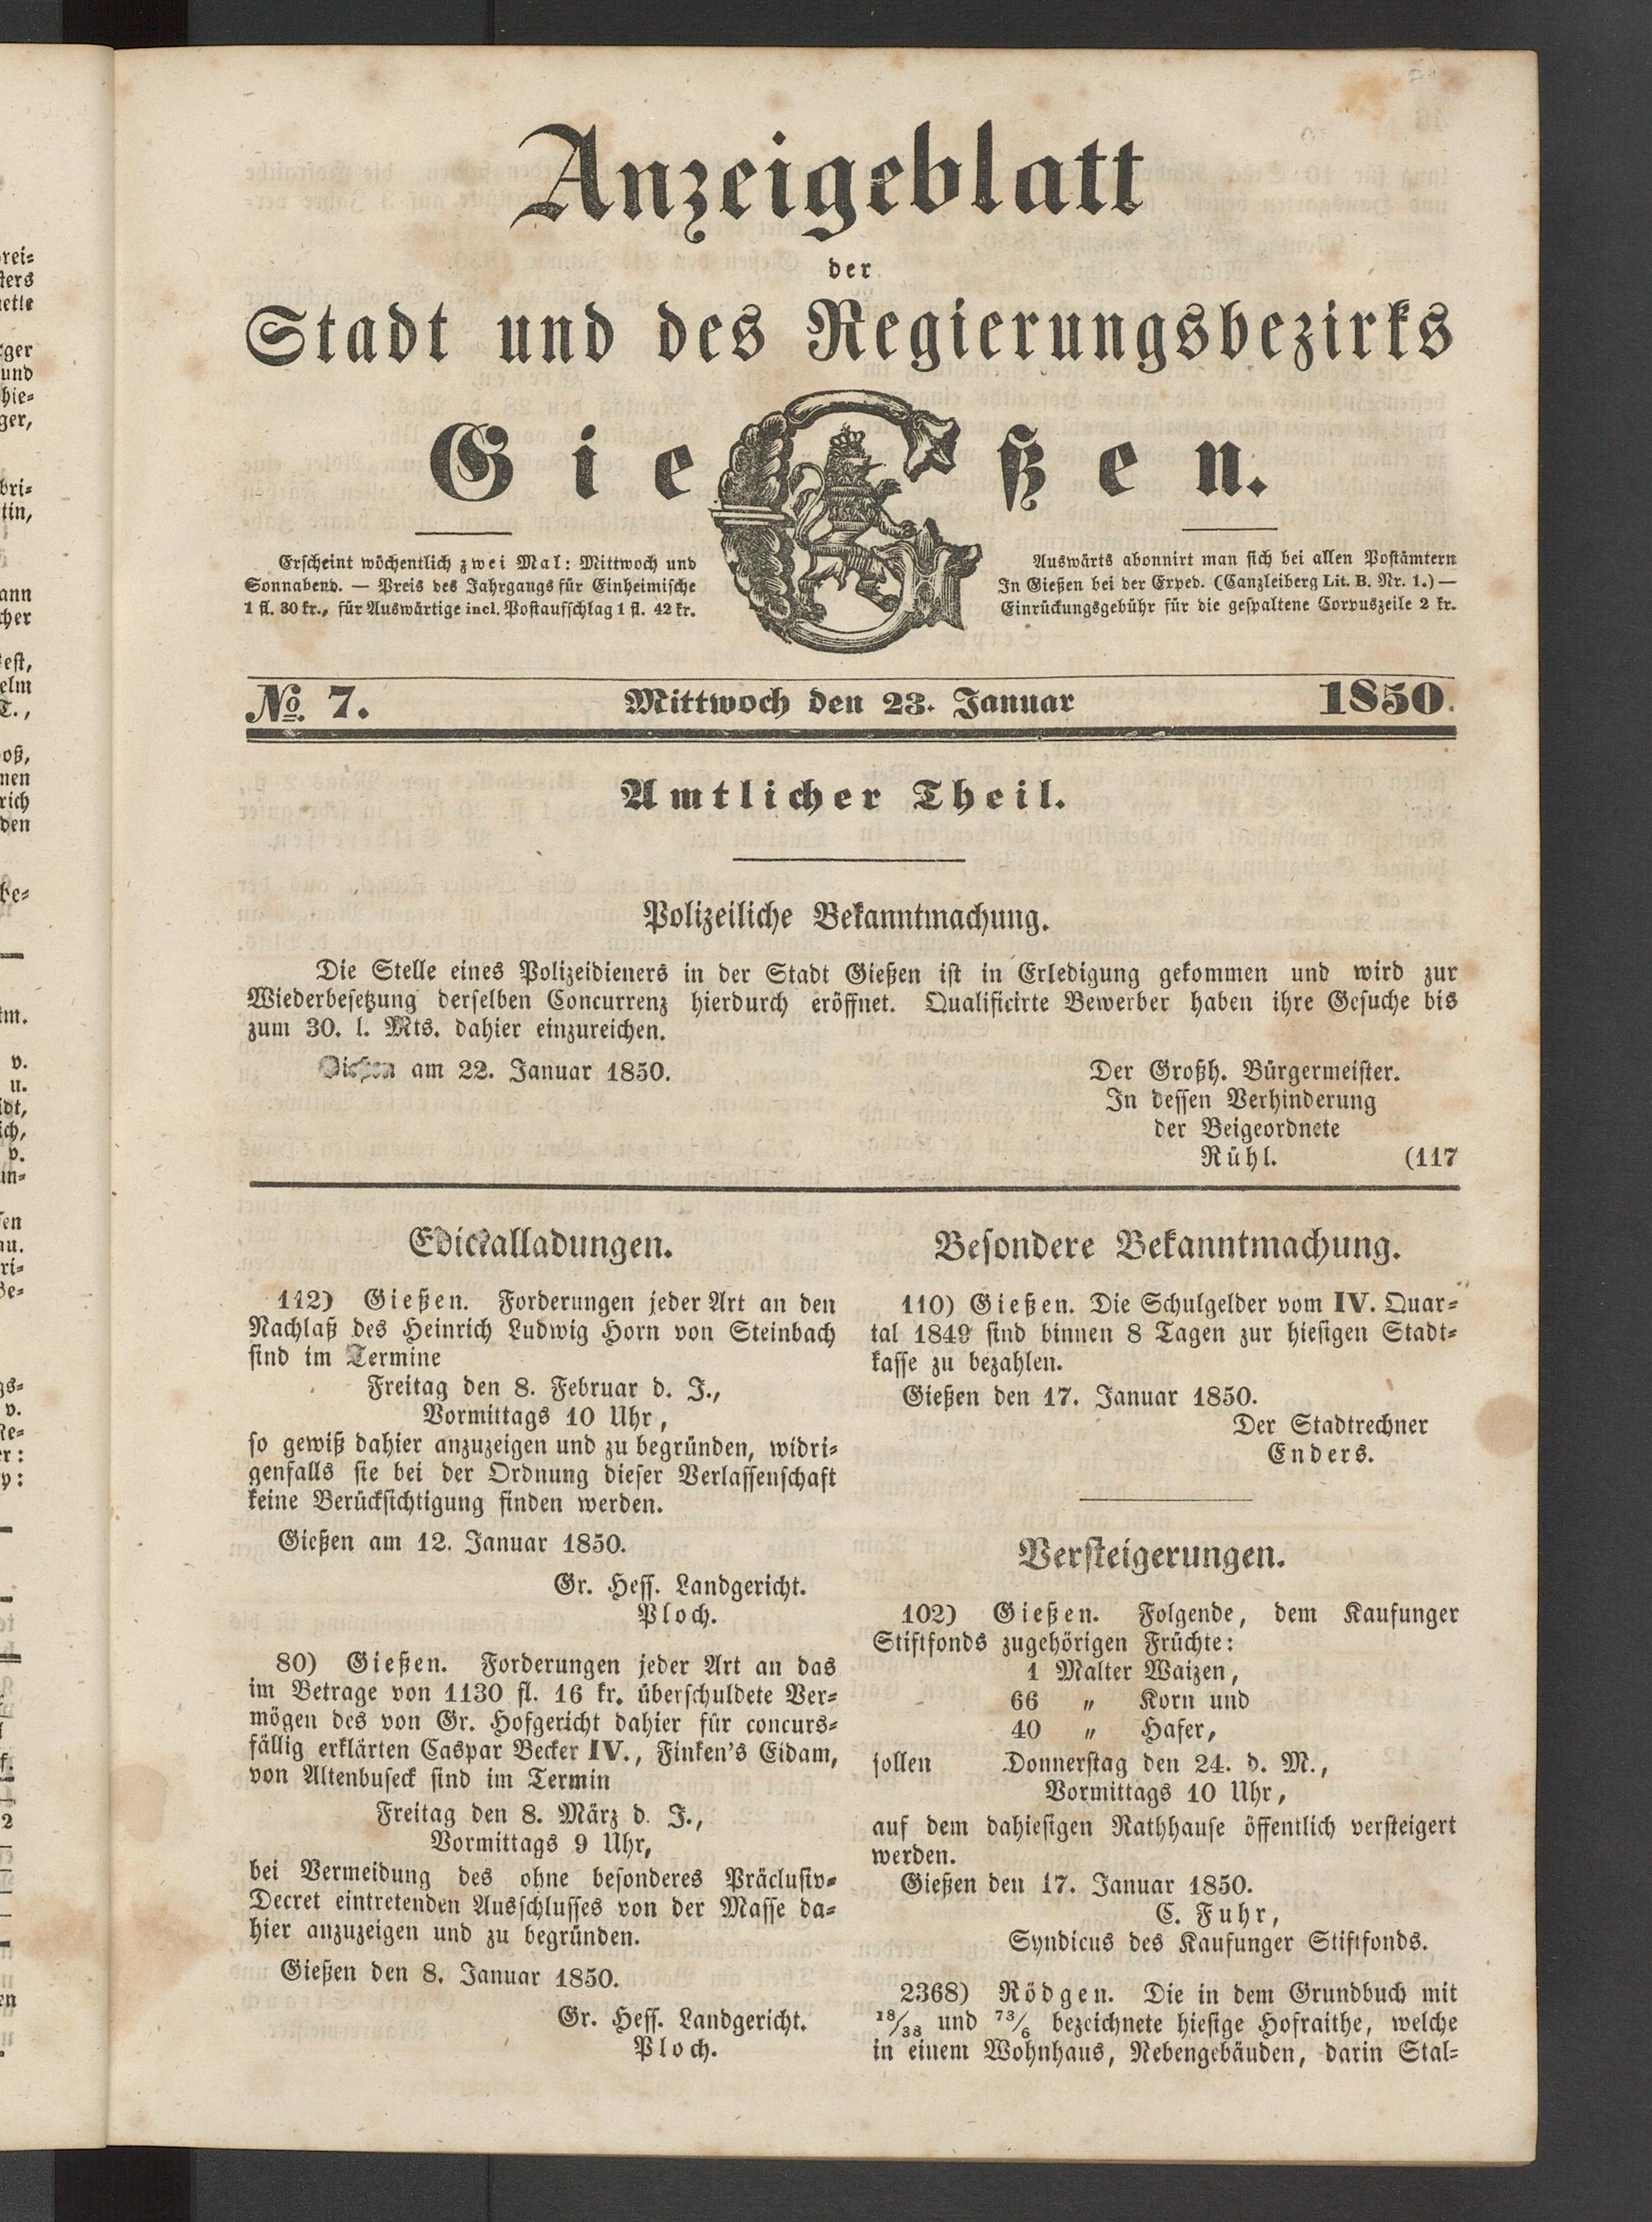 Anzeigeblatt
der
Stadt und des Regierungsbezirks
Gießen.
Erscheint wöchentlich zwei Mal: Mittwoch und
Sonnabend. — Preis des Jahrgangs für Einheimische
1 fl. 30 kr., für Auswärtige incl. Postaufschlag 1 fl. 42 kr.
Auswärts abonnirt man sich bei allen Postämtern
In Gießen bei der Exped. (Canzleiberg Lit. B. Nr. 1.) —
Einrückungsgebühr für die gespaltene Corpuszeile 2 kr.
No. 7.
Mittwoch den 23. Januar
1850.
Amtlicher Theil.
Polizeiliche Bekanntmachung.
Die Stelle eines Polizeidieners in der Stadt Gießen ist in Erledigung gekommen und wird zur
Wiederbesetzung derselben Concurrenz hierdurch eröffnet. Qualificirte Bewerber haben ihre Gesuche bis
zum 30. l. Mts. dahier einzureichen.
Gießen am 22. Januar 1850.
Der Großh. Bürgermeister.
In dessen Verhinderung
der Beigeordnete
Rühl. (117
Edictalladungen.
112) Gießen. Forderungen jeder Art an den
Nachlaß des Heinrich Ludwig Horn von Steinbach
sind im Termine
Freitag den 8. Februar d. J.,
Vormittags 10 Uhr,
so gewiß dahier anzuzeigen und zu begründen, widri-
genfalls sie bei der Ordnung dieser Verlassenschaft
keine Berücksichtigung finden werden.
Gießen am 12. Januar 1850.
Gr. Hess. Landgericht.
Ploch.
80) Gießen. Forderungen jeder Art an das
im Betrage von 1130 fl. 16 kr. überschuldete Ver-
mögen des von Gr. Hofgericht dahier für concurs-
fällig erklärten Caspar Becker IV., Finken's Eidam,
von Altenbuseck sind im Termin
Freitag den 8. März d. J.,
Vormittags 9 Uhr,
bei Vermeidung des ohne besonderes Präclusiv-
Decret eintretenden Ausschlusses von der Masse da-
hier anzuzeigen und zu begründen.
Gießen den 8. Januar 1850.
Gr. Hess. Landgericht.
Ploch.
Besondere Bekanntmachung.
110) Gießen. Die Schulgelder vom IV. Quar-
tal 1849 sind binnen 8 Tagen zur hiesigen Stadt-
kasse zu bezahlen.
Gießen den 17. Januar 1850.
Der Stadtrechner
Enders.
Versteigerungen.
102) Gießen. Folgende, dem Kaufunger
Stiftfonds zugehörigen Früchte:
1 Malter Waizen,
66 „ Korn und
40 „ Hafer,
sollen Donnerstag den 24. d. M.,
Vormittags 10 Uhr,
auf dem dahiesigen Rathhause öffentlich versteigert
werden.
Gießen den 17. Januar 1850.
C. Fuhr,
Syndicus des Kaufunger Stiftfonds.
2368) Rödgen. Die in dem Grundbuch mit
18/38 und 73/6 bezeichnete hiesige Hofraithe, welche
in einem Wohnhaus, Nebengebäuden, darin Stal-